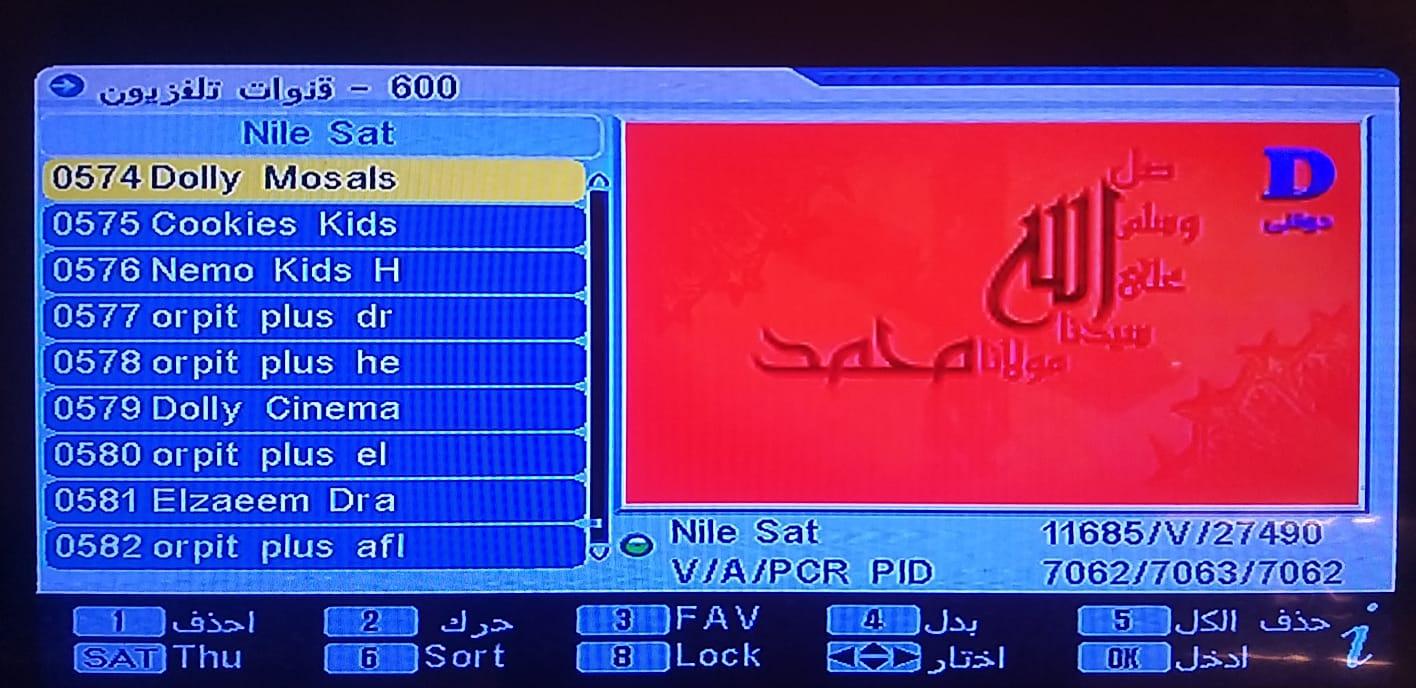 قنوات تلفزيون - 600
Nile Sat
0574 Dolly Mosals
0575 Cookies Kids
0576 Nemo Kids H
0577 orpit plus dr
0578 orpit plus he
0579 Dolly Cinema
0580 orpit plus el
0581 Elzaeem Dra
0582 orpit plus afl
D
صل
الله
وسلم
على
سيدنا
مولانا
محمد
Nile Sat 11685/V/27490
V/A/PCR PID 7062/7063/7062
1 احذف 2 حرك 3 FAV 4 بدل 5 حذف الكل i
SAT Thu 6 Sort 8 Lock اختار OK ادخل